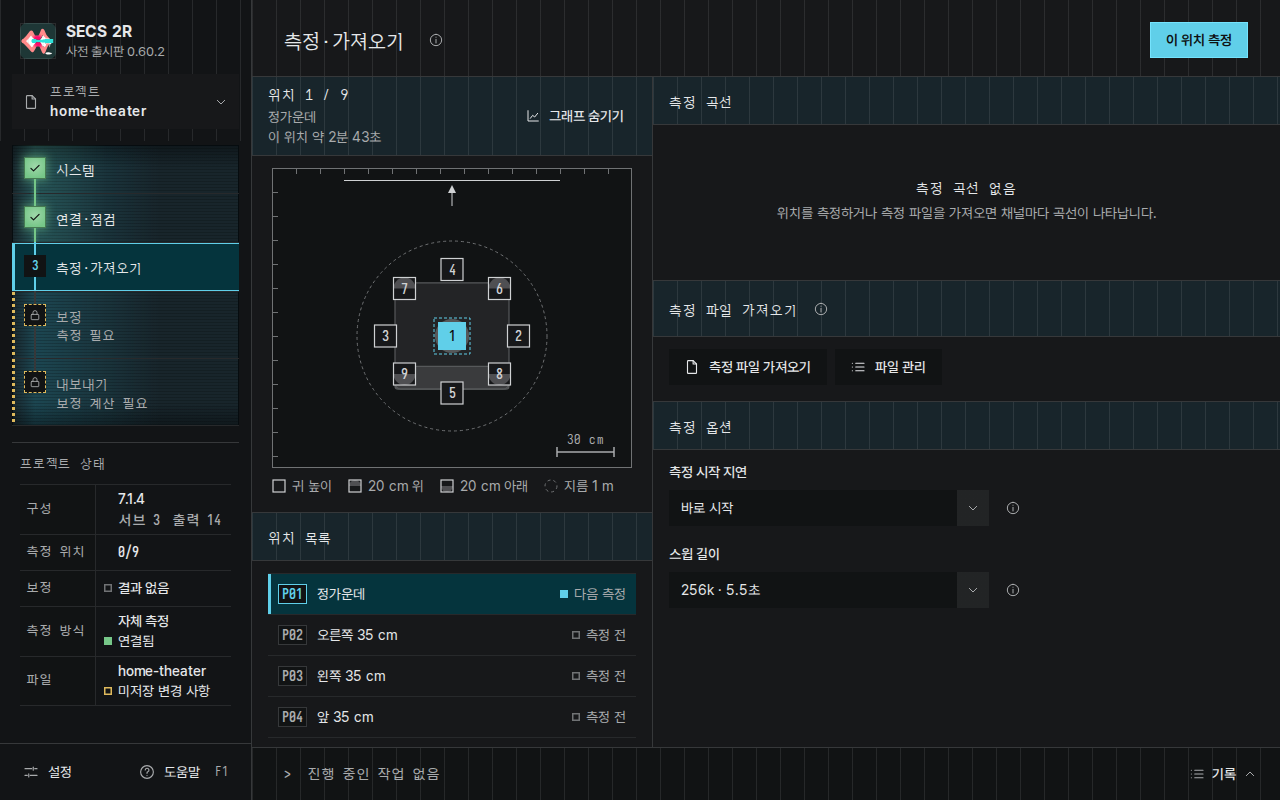 SECS 2R
사전 출시판 0.60.2
프로젝트
home-theater
시스템
연결·점검
3 측정·가져오기
보정
측정 필요
내보내기
보정 계산 필요
프로젝트 상태
구성
7.1.4
서브 3 출력 14
측정 위치 0/9
보정 결과 없음
측정 방식
자체 측정
연결됨
파일
home-theater
미저장 변경 사항
설정 도움말 F1
측정·가져오기
이 위치 측정
위치 1 / 9
정가운데
이 위치 약 2분 43초
그래프 숨기기
4
7 6
3 1 2
9 8
5
30 cm
귀 높이 20 cm 위 20 cm 아래 지름 1 m
위치 목록
P01 정가운데 다음 측정
P02 오른쪽 35 cm 측정 전
P03 왼쪽 35 cm 측정 전
P04 앞 35 cm 측정 전
측정 곡선
측정 곡선 없음
위치를 측정하거나 측정 파일을 가져오면 채널마다 곡선이 나타납니다.
측정 파일 가져오기
측정 파일 가져오기 파일 관리
측정 옵션
측정 시작 지연
바로 시작
스윕 길이
256k · 5.5초
> 진행 중인 작업 없음
기록